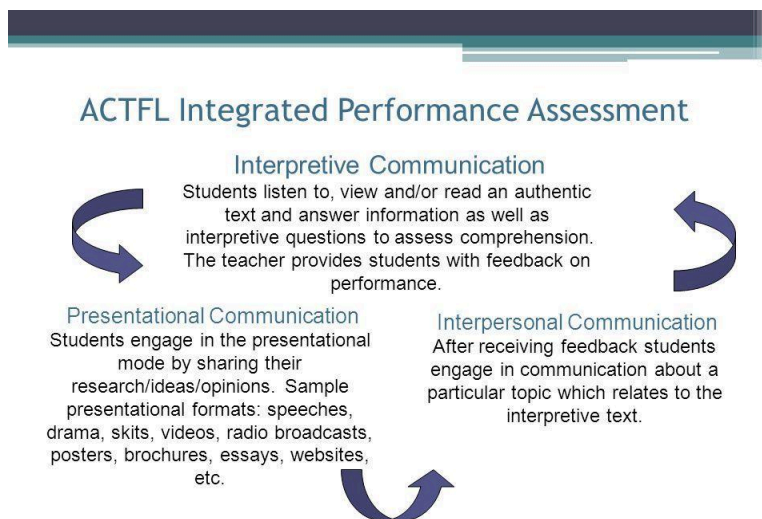 ACTFL Integrated Performance Assessment
Interpretive Communication
Students listen to, view and/or read an authentic
text and answer information as well as
interpretive questions to assess comprehension.
The teacher provides students with feedback on
performance.
Presentational Communication
Students engage in the presentational
mode by sharing their
research/ideas/opinions. Sample
presentational formats: speeches,
drama, skits, videos, radio broadcasts,
posters, brochures, essays, websites,
etc.
Interpersonal Communication
After receiving feedback students
engage in communication about a
particular topic which relates to the
interpretive text.